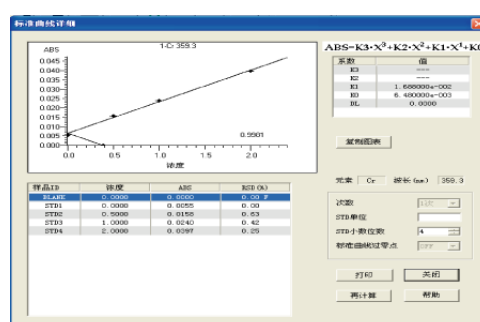 标准曲线详细
ABS
1-Cr 359.3
0.045
0.040
0.035
0.030
0.025
0.020
0.015
0.010
0.005
0.000
0.9901
0.0 0.5 1.0 1.5 2.0
浓度
ABS=K3·X³+K2·X²+K1·X¹+K0
系数 值
K3 ---
K2 ---
K1 1.686000e-002
K0 6.480000e-003
DL 0.0000
复制图表
样品ID 浓度 ABS RSD(%)
BLANK 0.0000 0.0000 0.00 F
STD1 0.0000 0.0055 0.00
STD2 0.5000 0.0158 0.63
STD3 1.0000 0.0240 0.42
STD4 2.0000 0.0397 0.25
元素 Cr 波长(nm) 359.3
次数
STD单位
STD小数位数 4
标准曲线过零点 OFF
打印 关闭
再计算 帮助